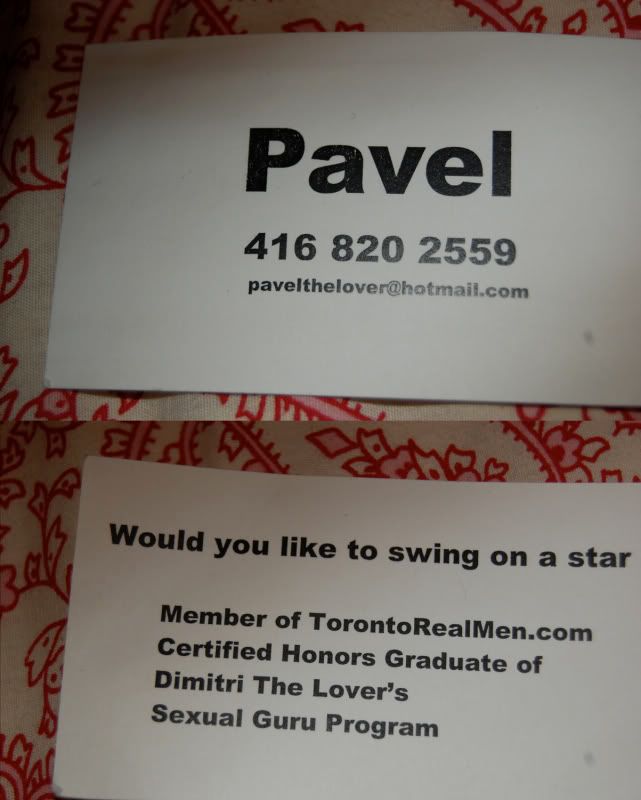 Pavel
416 820 2559
pavelthelover@hotmail.com
Would you like to swing on a star
Member of TorontoRealMen.com
Certified Honors Graduate of
Dimitri The Lover's
Sexual Guru Program